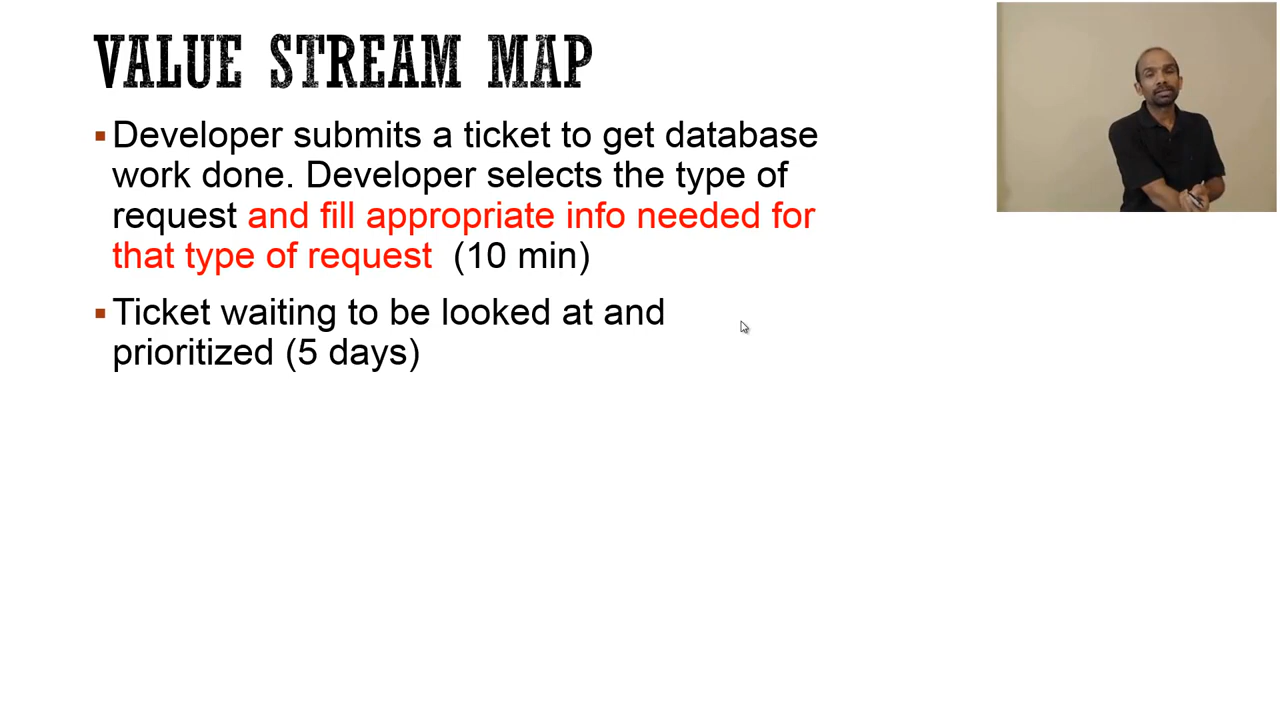 VALUE STREAM MAP
▪Developer submits a ticket to get database
work done. Developer selects the type of
request and fill appropriate info needed for
that type of request (10 min)
▪Ticket waiting to be looked at and
prioritized (5 days)